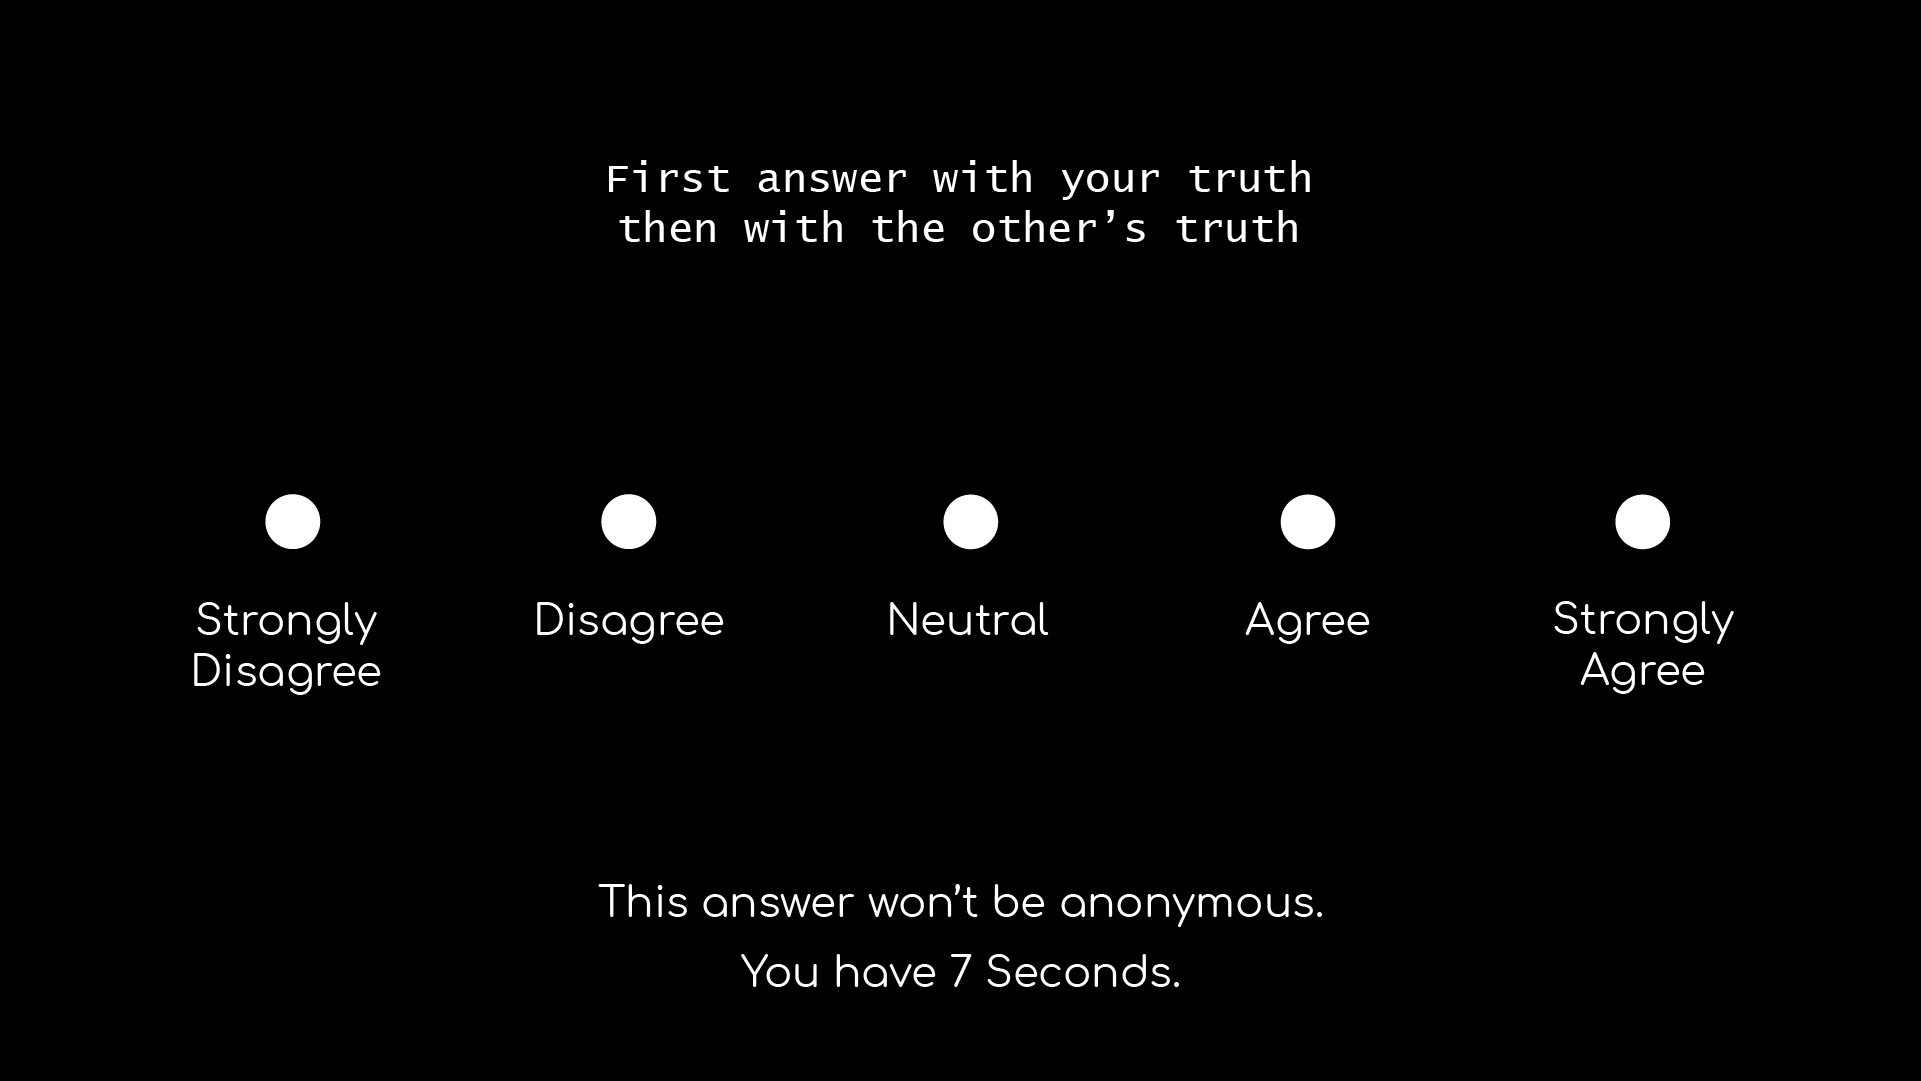 First answer with your truth
then with the other’s truth
Strongly
Disagree
Disagree
Neutral
Agree
Strongly
Agree
This answer won’t be anonymous.
You have 7 Seconds.